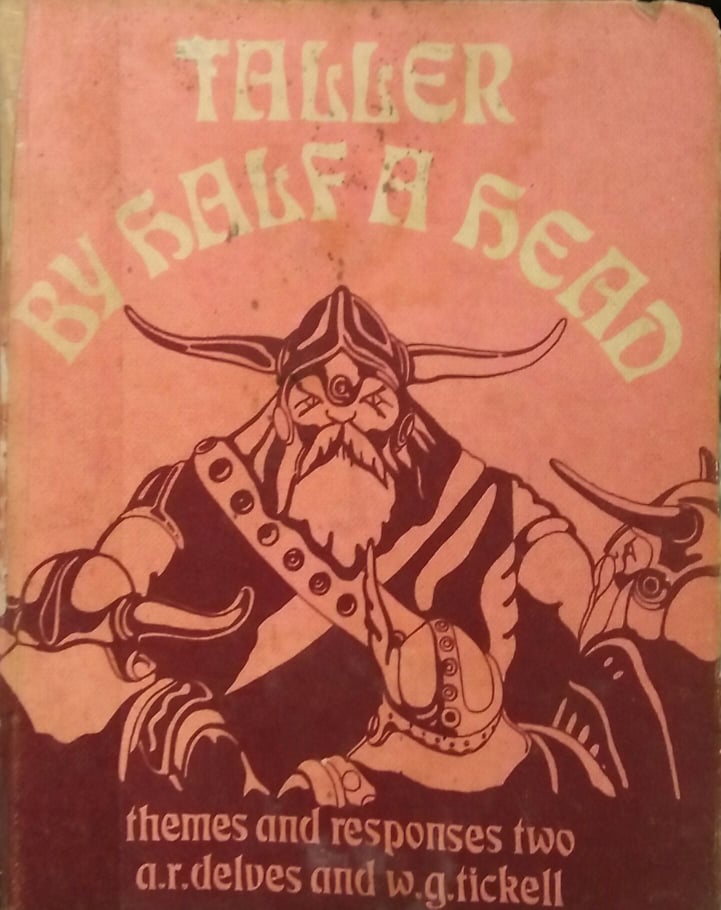 TALLER
BY HALF A HEAD
themes and responses two
a.r.delves and w.g.tickell